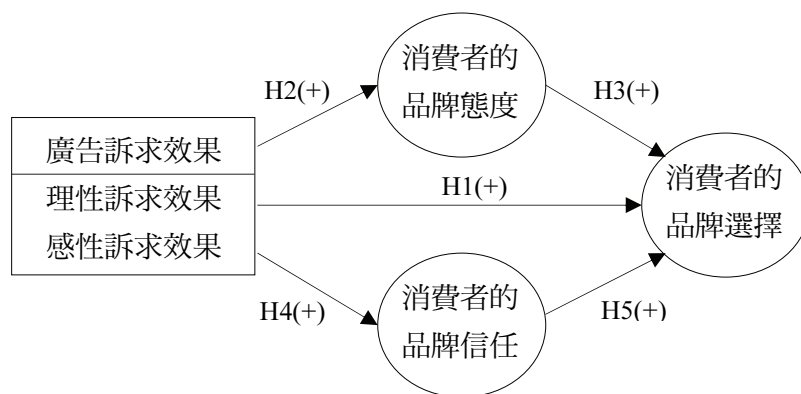 消費者的
品牌態度
H2(+)
H3(+)
廣告訴求效果
理性訴求效果
感性訴求效果
H1(+)
消費者的
品牌選擇
H4(+)
消費者的
品牌信任
H5(+)